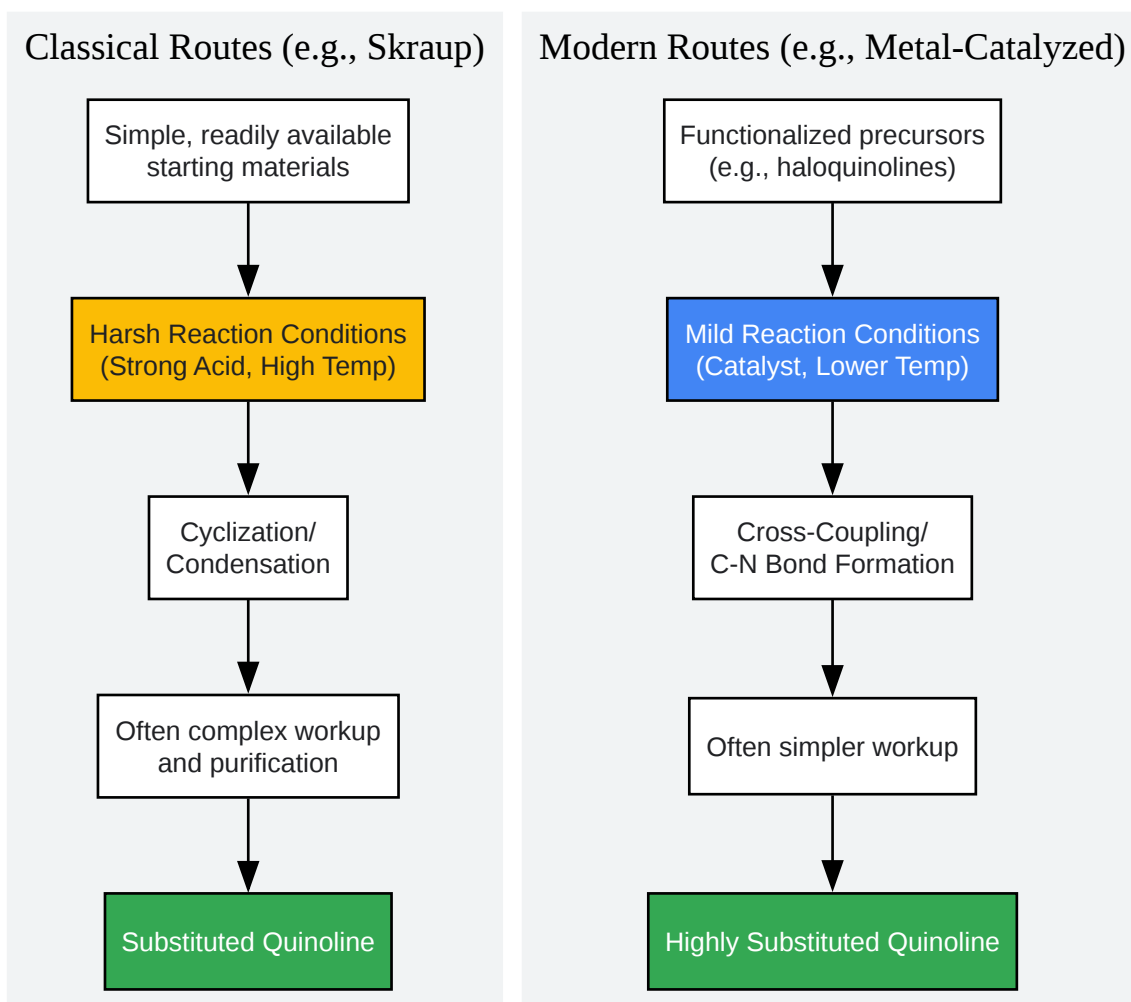 Classical Routes (e.g., Skraup)
Simple, readily available
starting materials
Harsh Reaction Conditions
(Strong Acid, High Temp)
Cyclization/
Condensation
Often complex workup
and purification
Substituted Quinoline
Modern Routes (e.g., Metal-Catalyzed)
Functionalized precursors
(e.g., haloquinolines)
Mild Reaction Conditions
(Catalyst, Lower Temp)
Cross-Coupling/
C-N Bond Formation
Often simpler workup
Highly Substituted Quinoline